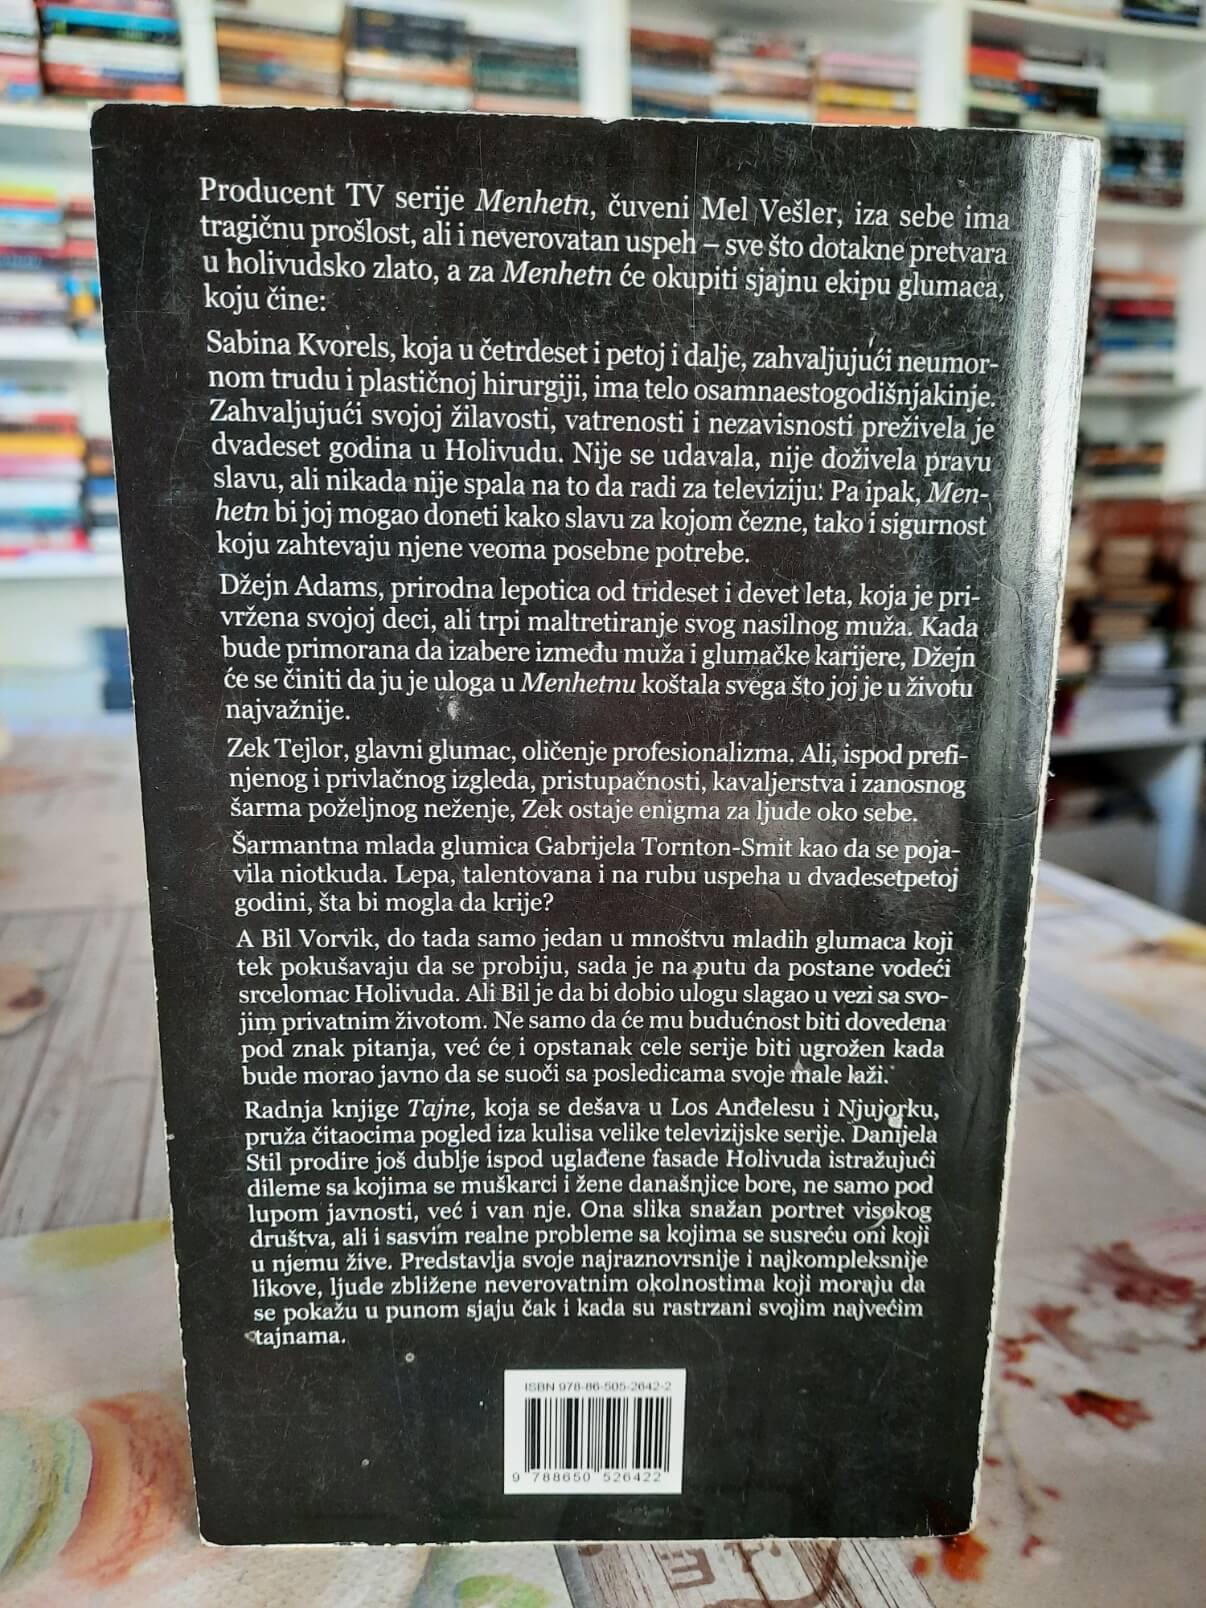 Producent TV serije Menhetn, čuveni Mel Vešler, iza sebe ima
tragičnu prošlost, ali i neverovatan uspeh – sve što dotakne pretvara
u holivudsko zlato, a za Menhetn će okupiti sjajnu ekipu glumaca,
koju čine:
Sabina Kvorels, koja u četrdeset i petoj i dalje, zahvaljujući neumor-
nom trudu i plastičnoj hirurgiji, ima telo osamnaestogodišnjakinje.
Zahvaljujući svojoj žilavosti, vatrenosti i nezavisnosti preživela je
dvadeset godina u Holivudu. Nije se udavala, nije doživela pravu
slavu, ali nikada nije spala na to da radi za televiziju. Pa ipak, Men-
hetn bi joj mogao doneti kako slavu za kojom čezne, tako i sigurnost
koju zahtevaju njene veoma posebne potrebe.
Džejn Adams, prirodna lepotica od trideset i devet leta, koja je pri-
vržena svojoj deci, ali trpi maltretiranje svog nasilnog muža. Kada
bude primorana da izabere između muža i glumačke karijere, Džejn
će se činiti da ju je uloga u Menhetnu koštala svega što joj je u životu
najvažnije.
Zek Tejlor, glavni glumac, oličenje profesionalizma. Ali, ispod prefi-
njenog i privlačnog izgleda, pristupačnosti, kavaljerstva i zanosnog
šarma poželjnog neženje, Zek ostaje enigma za ljude oko sebe.
Šarmantna mlada glumica Gabrijela Tornton-Smit kao da se poja-
vila niotkuda. Lepa, talentovana i na rubu uspeha u dvadesetpetoj
godini, šta bi mogla da krije?
A Bil Vorvik, do tada samo jedan u mnoštvu mladih glumaca koji
tek pokušavaju da se probiju, sada je na putu da postane vodeći
srcelomac Holivuda. Ali Bil je da bi dobio ulogu slagao u vezi sa svo-
jim privatnim životom. Ne samo da će mu budućnost biti dovedena
pod znak pitanja, već će i opstanak cele serije biti ugrožen kada
bude morao javno da se suoči sa posledicama svoje male laži.
Radnja knjige Tajne, koja se dešava u Los Anđelesu i Njujorku,
pruža čitaocima pogled iza kulisa velike televizijske serije. Danijela
Stil prodire još dublje ispod uglađene fasade Holivuda istražujući
dileme sa kojima se muškarci i žene današnjice bore, ne samo pod
lupom javnosti, već i van nje. Ona slika snažan portret visokog
društva, ali i sasvim realne probleme sa kojima se susreću oni koji
u njemu žive. Predstavlja svoje najraznovrsnije i najkompleksnije
likove, ljude zbližene neverovatnim okolnostima koji moraju da
se pokažu u punom sjaju čak i kada su rastrzani svojim najvećim
tajnama.
ISBN 978-86-505-2642-2
9 788650 526422